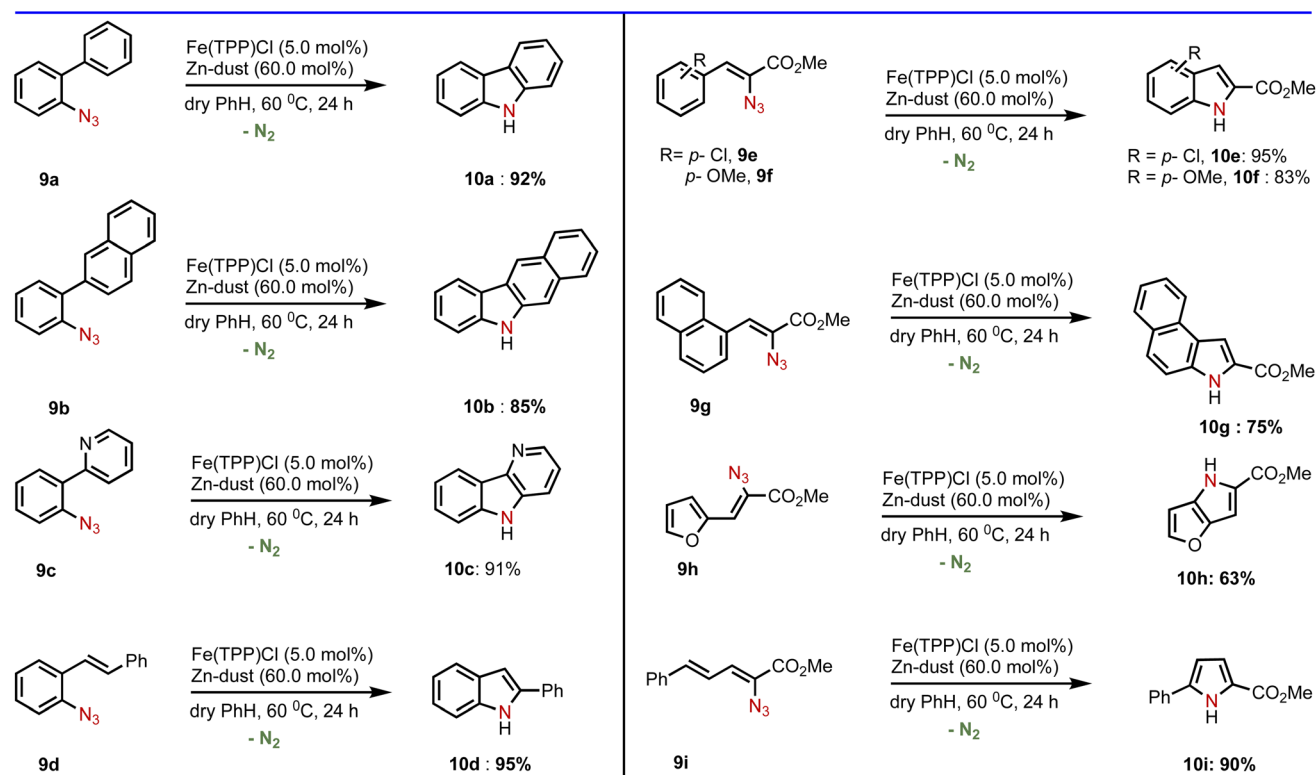 Fe(TPP)Cl (5.0 mol%)
Zn-dust (60.0 mol%)
dry PhH, 60 ⁰C, 24 h
- N₂
N₃
9a
N
H
10a : 92%
Fe(TPP)Cl (5.0 mol%)
Zn-dust (60.0 mol%)
dry PhH, 60 ⁰C, 24 h
- N₂
N₃
9b
N
H
10b : 85%
N
Fe(TPP)Cl (5.0 mol%)
Zn-dust (60.0 mol%)
dry PhH, 60 ⁰C, 24 h
- N₂
N₃
9c
N
N
H
10c: 91%
Ph
Fe(TPP)Cl (5.0 mol%)
Zn-dust (60.0 mol%)
dry PhH, 60 ⁰C, 24 h
- N₂
N₃
9d
Ph
N
H
10d : 95%
R
CO₂Me
N₃
R= p- Cl, 9e
p- OMe, 9f
Fe(TPP)Cl (5.0 mol%)
Zn-dust (60.0 mol%)
dry PhH, 60 ⁰C, 24 h
- N₂
R
CO₂Me
N
H
R = p- Cl, 10e: 95%
R = p- OMe, 10f : 83%
CO₂Me
N₃
9g
Fe(TPP)Cl (5.0 mol%)
Zn-dust (60.0 mol%)
dry PhH, 60 ⁰C, 24 h
- N₂
CO₂Me
N
H
10g : 75%
N₃
CO₂Me
O
9h
Fe(TPP)Cl (5.0 mol%)
Zn-dust (60.0 mol%)
dry PhH, 60 ⁰C, 24 h
- N₂
H
N
CO₂Me
O
10h: 63%
CO₂Me
Ph
N₃
9i
Fe(TPP)Cl (5.0 mol%)
Zn-dust (60.0 mol%)
dry PhH, 60 ⁰C, 24 h
- N₂
Ph
N
H
CO₂Me
10i: 90%